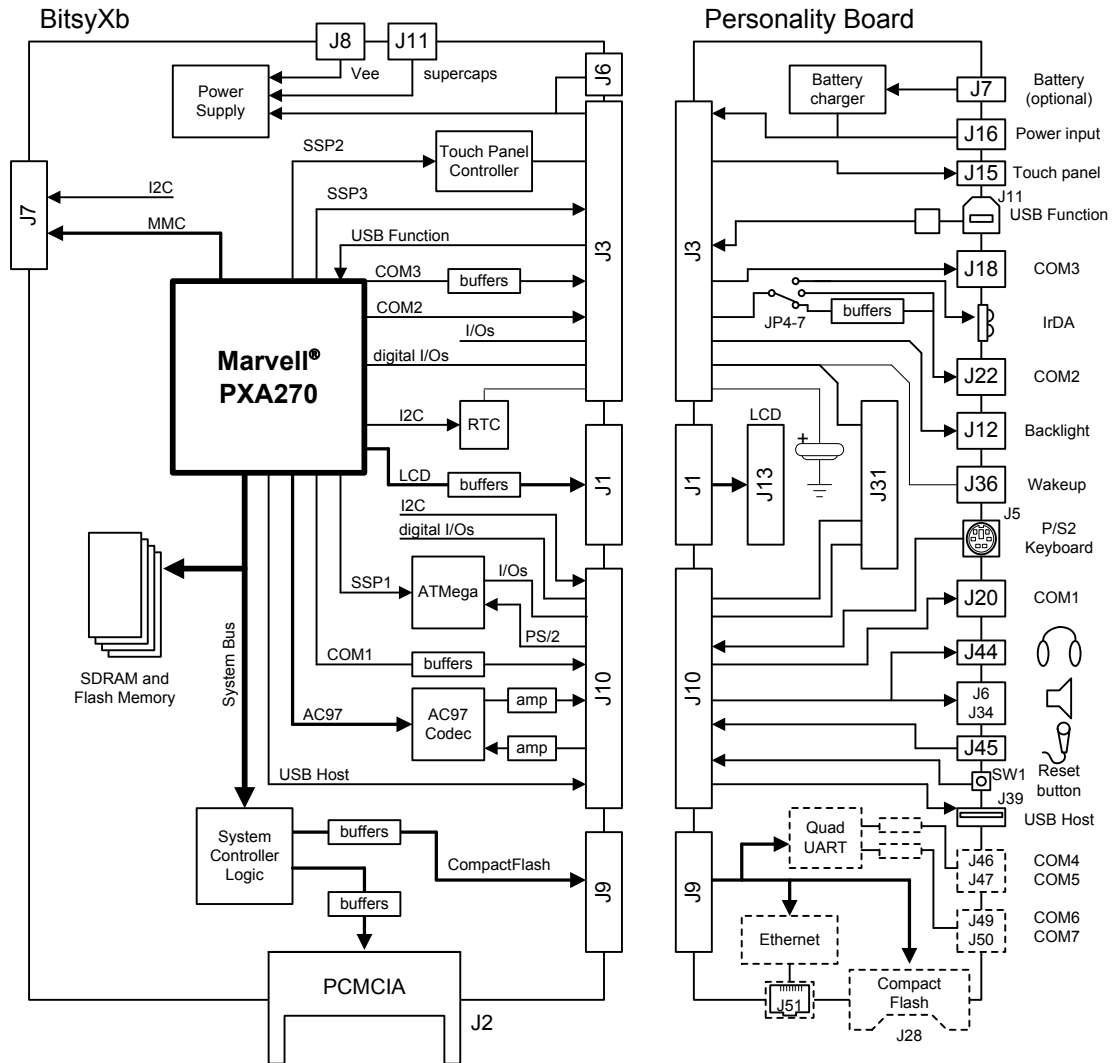 BitsyXb
J8
J11
Vee
supercaps
J6
Power
Supply
SSP2
Touch Panel
Controller
J7
I2C
MMC
SSP3
USB Function
J3
COM3
buffers
COM2
I/Os
digital I/Os
Marvell®
PXA270
I2C
RTC
LCD
buffers
J1
I2C
digital I/Os
SSP1
ATMega
I/Os
PS/2
J10
COM1
buffers
System Bus
SDRAM and
Flash Memory
AC97
AC97
Codec
amp
amp
USB Host
System
Controller
Logic
buffers
CompactFlash
buffers
J9
PCMCIA
J2
Personality Board
Battery
charger
J7
Battery
(optional)
J16
Power input
J15
Touch panel
J11
USB Function
J3
J18
COM3
JP4-7
buffers
IrDA
J22
COM2
J12
Backlight
LCD
J1
J13
+
J31
J36
Wakeup
J5
P/S2
Keyboard
J20
COM1
J10
J44
J6
J34
J45
SW1
Reset
button
J39
USB Host
Quad
UART
J46
J47
COM4
COM5
J9
J49
J50
COM6
COM7
Ethernet
J51
Compact
Flash
J28